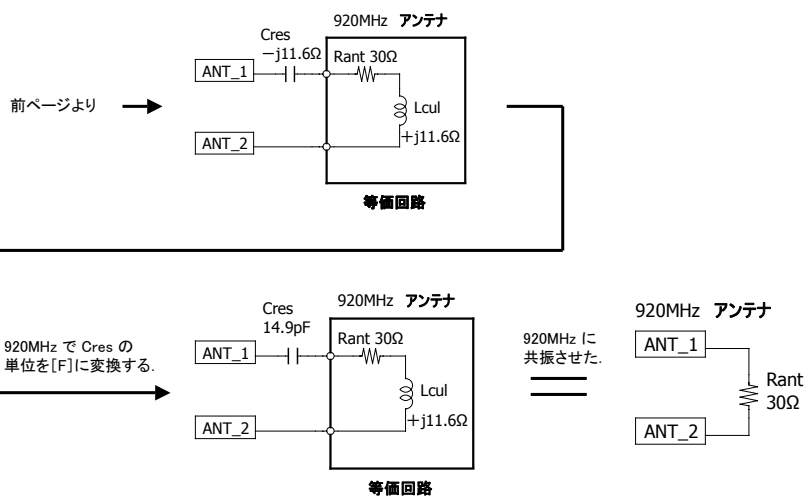 920MHz アンテナ
Cres
－j11.6Ω
Rant 30Ω
ANT_1
前ページより
Lcul
＋j11.6Ω
ANT_2
等価回路
920MHz で Cres の
単位を[F]に変換する.
920MHz アンテナ
Cres
14.9pF
Rant 30Ω
ANT_1
Lcul
＋j11.6Ω
ANT_2
等価回路
920MHz に
共振させた.
920MHz アンテナ
ANT_1
Rant
30Ω
ANT_2